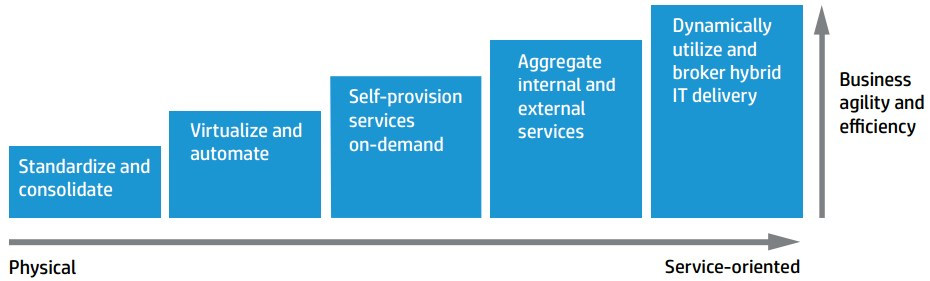 Standardize and
consolidate
Virtualize and
automate
Self-provision
services
on-demand
Aggregate
internal and
external
services
Dynamically
utilize and
broker hybrid
IT delivery
Business
agility and
efficiency
Physical
Service-oriented